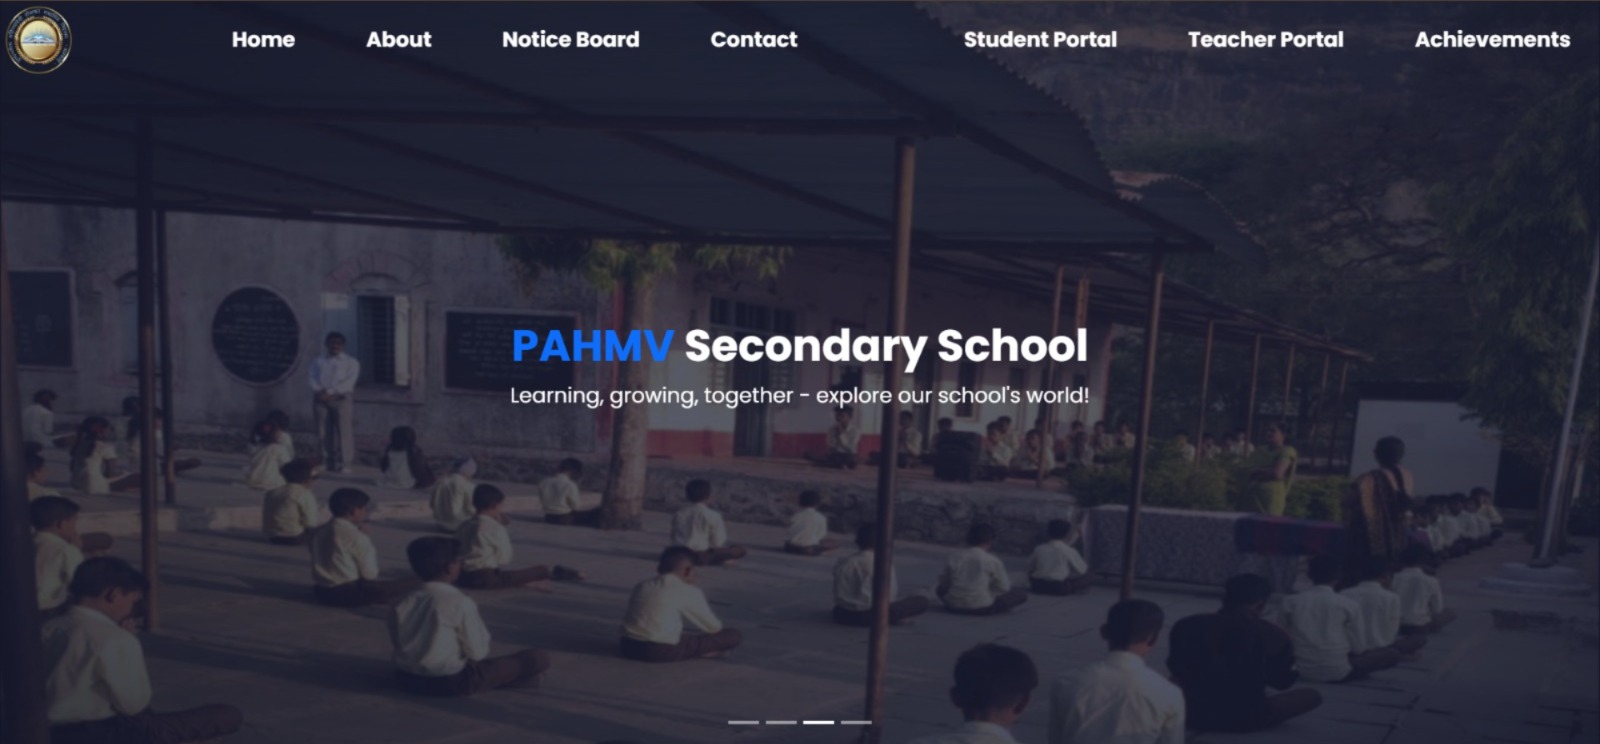 Home
About
Notice Board
Contact
Student Portal
Teacher Portal
Achievements
PAHMV Secondary School
Learning, growing, together - explore our school's world!